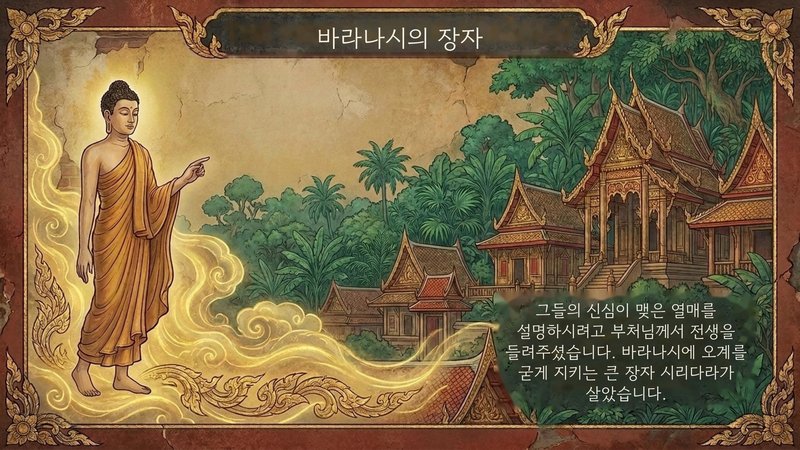 바라나시의 장자
그들의 신심이 맺은 열매를
설명하시려고 부처님께서 전생을
들려주셨습니다. 바라나시에 오계를
굳게 지키는 큰 장자 시리다라가
살았습니다.